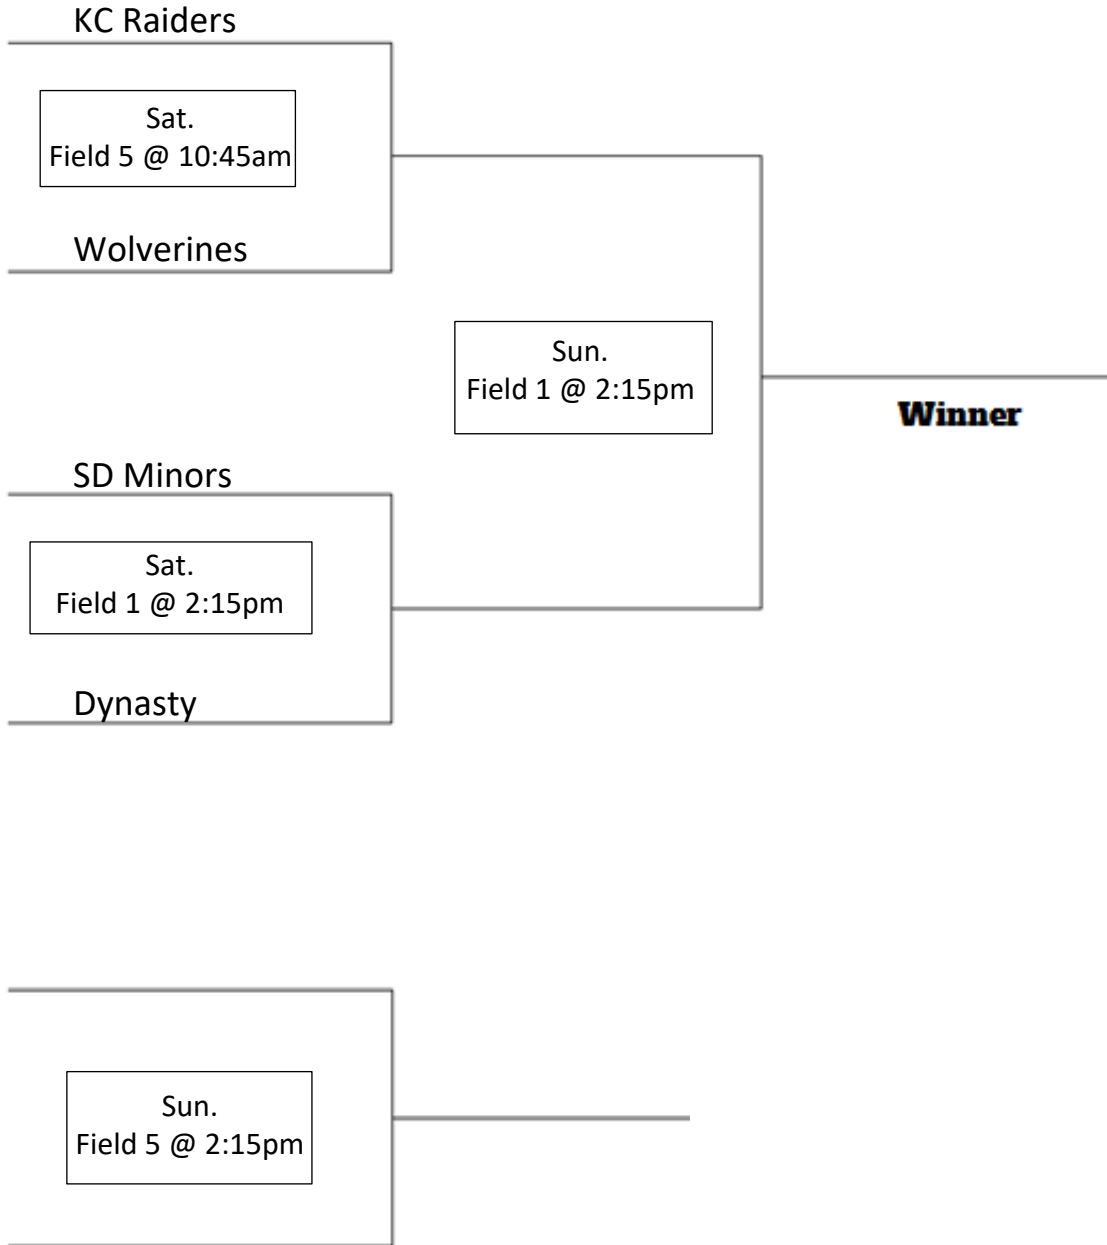 KC Raiders
Sat.
Field 5 @ 10:45am
Wolverines
Sun.
Field 1 @ 2:15pm
Winner
SD Minors
Sat.
Field 1 @ 2:15pm
Dynasty
Sun.
Field 5 @ 2:15pm